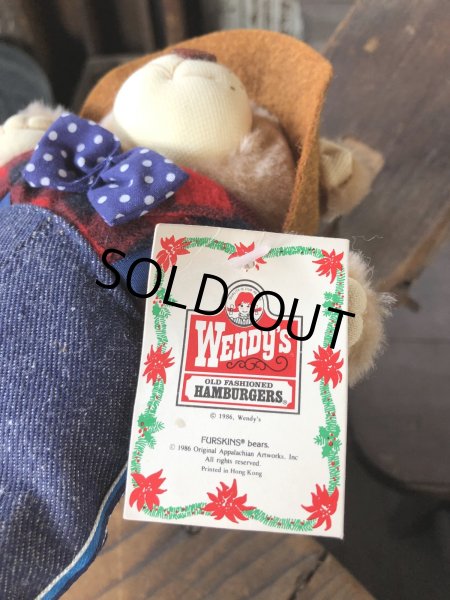 SOLD OUT
WENDY'S
OLD FASHIONED
HAMBURGERS®
© 1986, Wendy's
FURSKINS® bears.
© 1986 Original Appalachian Artworks. Inc
All rights reserved.
Printed in Hong Kong